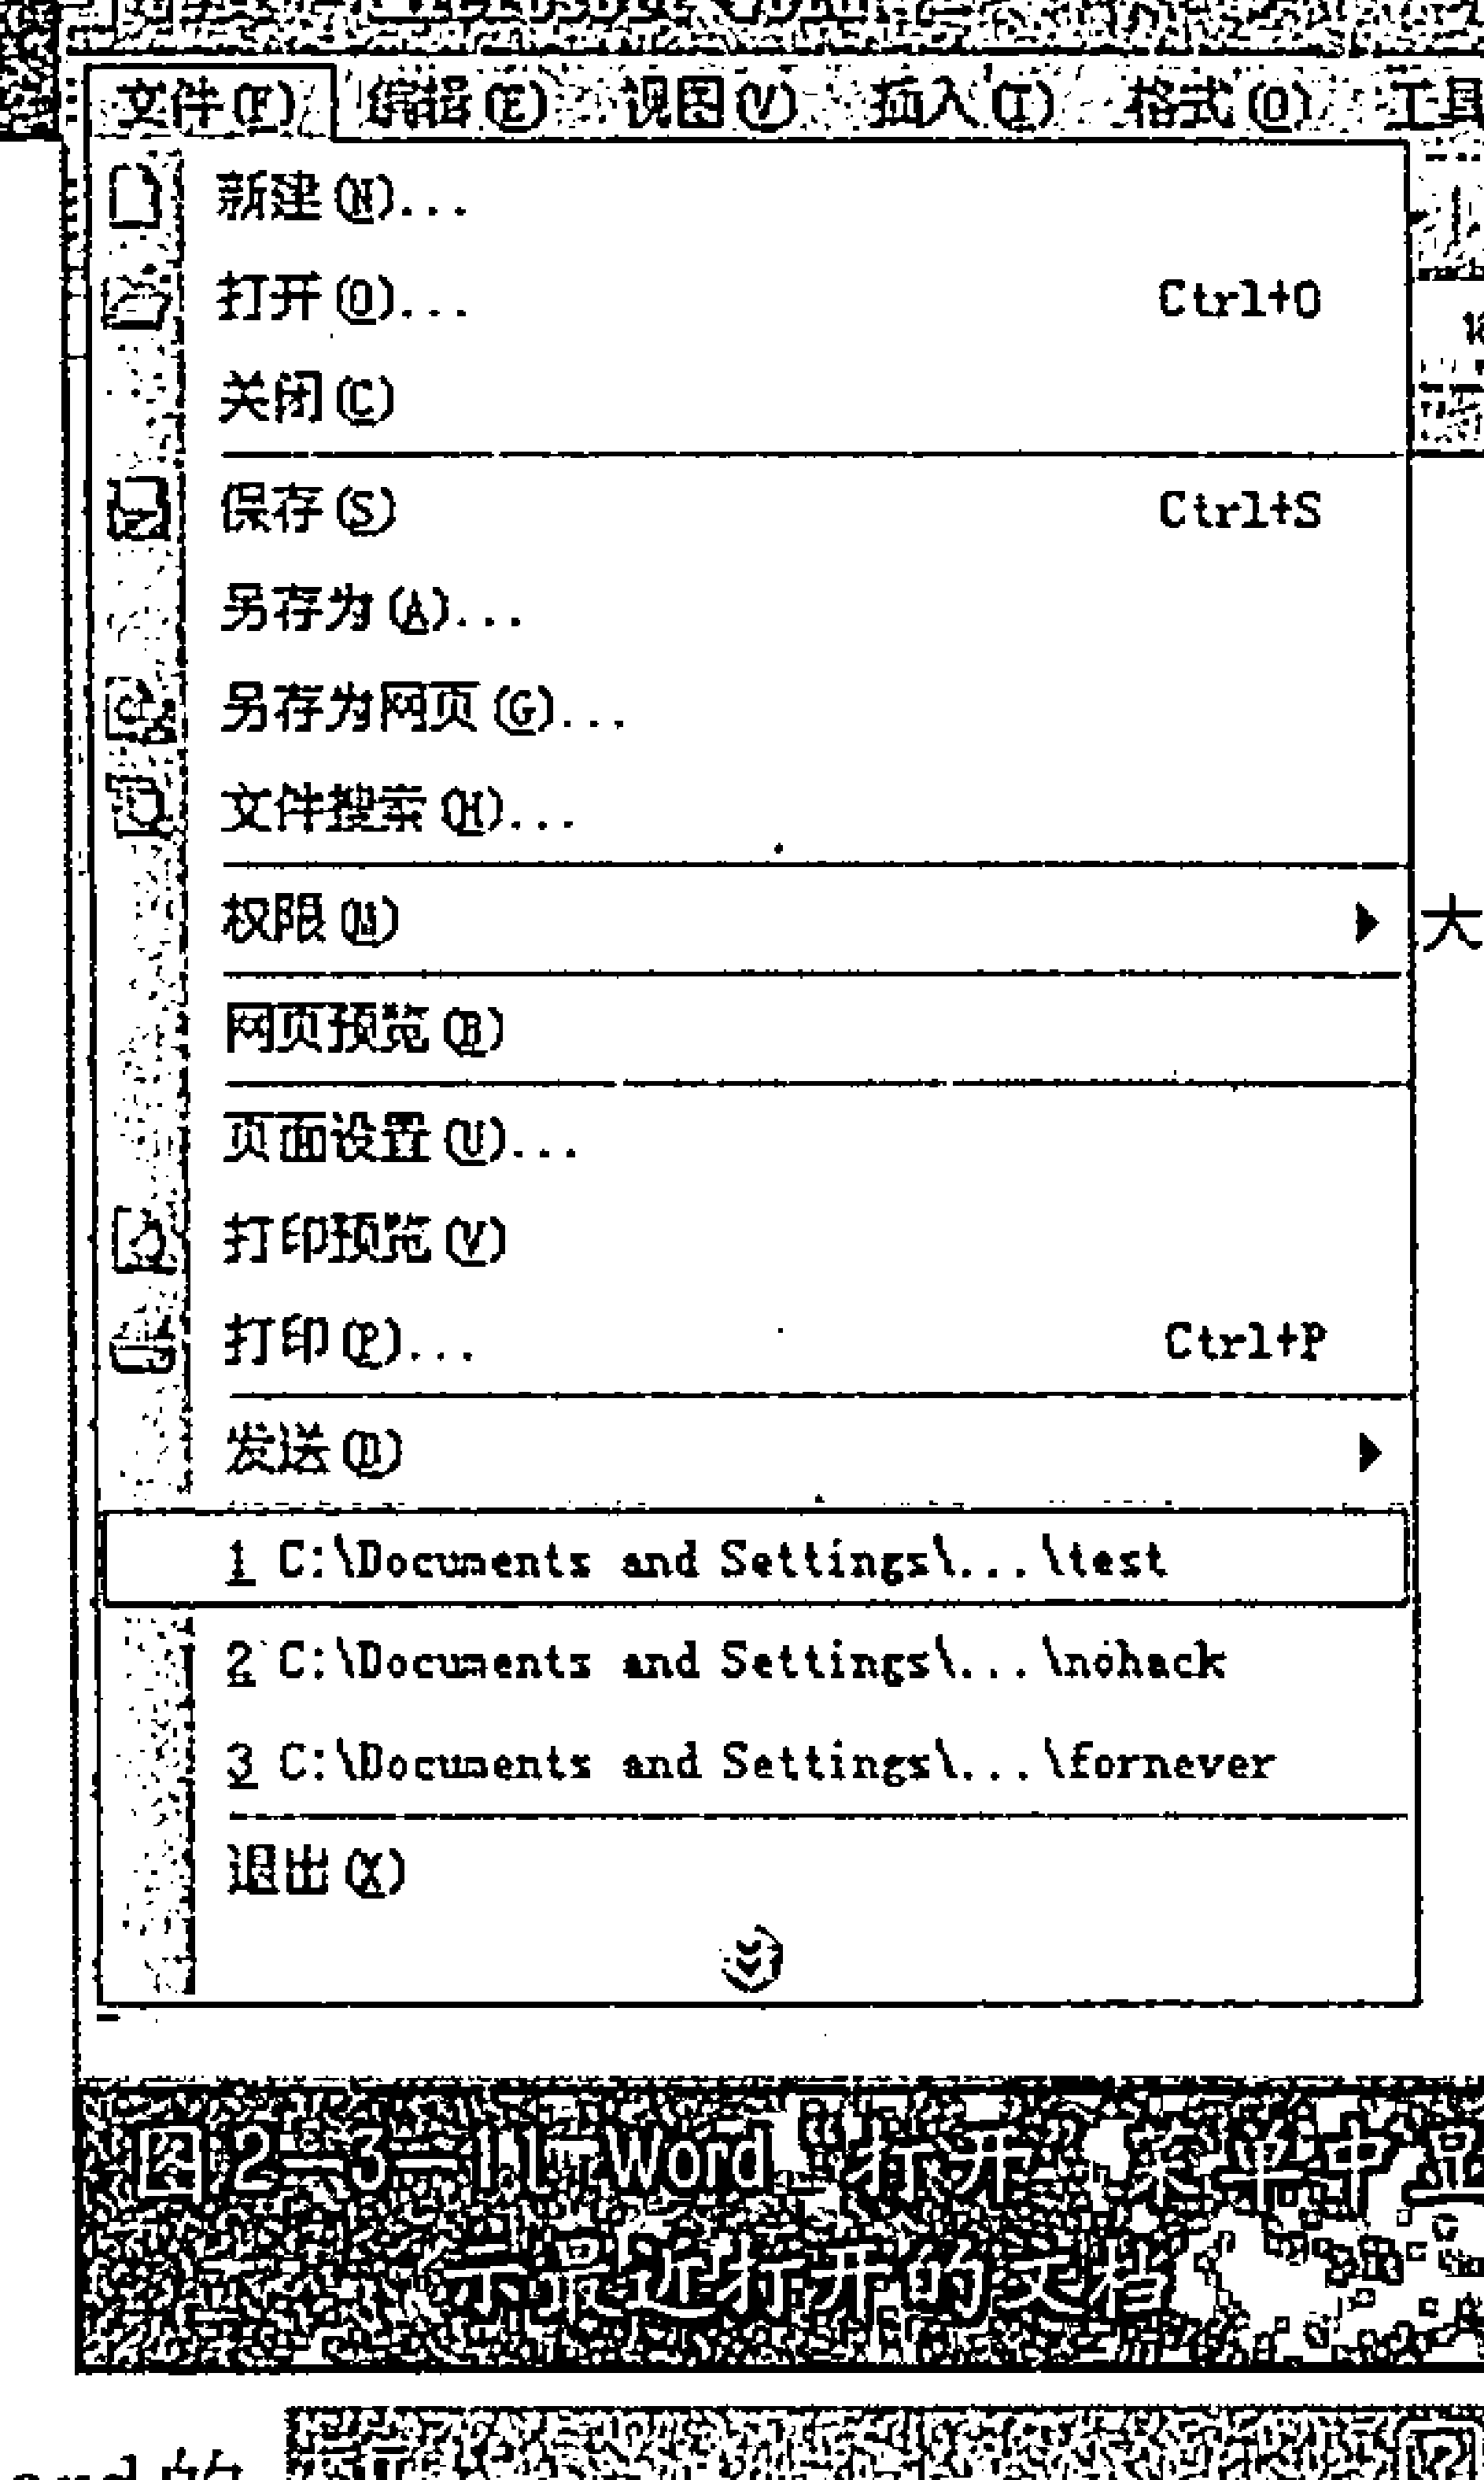 文件(F) 编辑(E) 视图(V) 插入(I) 格式(O) 工具
新建(N)...
打开(O)... Ctrl+O
关闭(C)
保存(S) Ctrl+S
另存为(A)...
另存为网页(G)...
文件搜索(H)...
权限(M)
大
网页预览(B)
页面设置(U)...
打印预览(V)
打印(P)... Ctrl+P
发送(D)
1 C:\Documents and Settings\...\test
2 C:\Documents and Settings\...\nohack
3 C:\Documents and Settings\...\fornever
退出(X)
图2-3-11 Word “打开” 菜单中显
示最近打开的文档
的